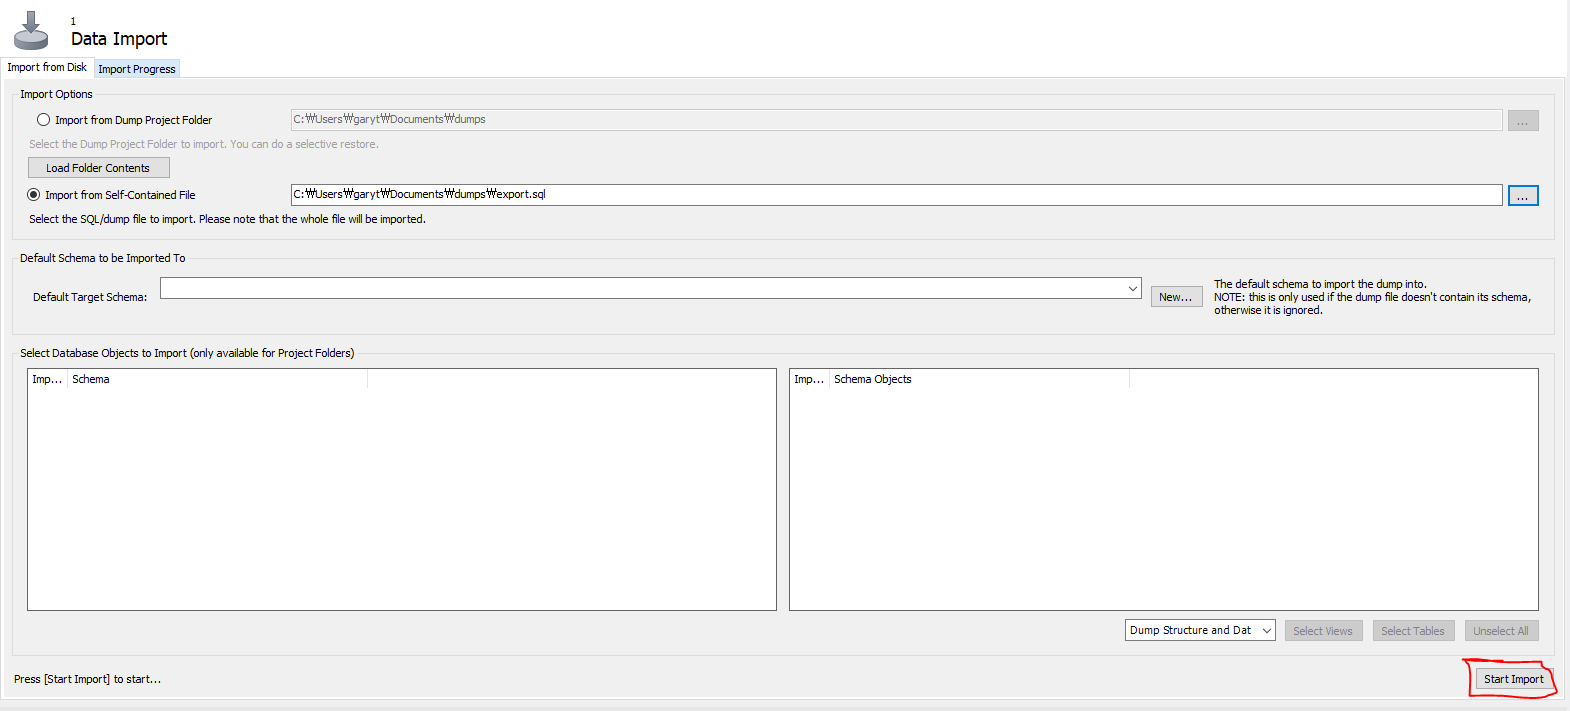 1
Data Import
Import from Disk
Import Progress
Import Options
Import from Dump Project Folder
C:₩Users₩garyt₩Documents₩dumps
...
Select the Dump Project Folder to import. You can do a selective restore.
Load Folder Contents
Import from Self-Contained File
C:₩Users₩garyt₩Documents₩dumps₩export.sql
...
Select the SQL/dump file to import. Please note that the whole file will be imported.
Default Schema to be Imported To
Default Target Schema:
New...
The default schema to import the dump into.
NOTE: this is only used if the dump file doesn't contain its schema,
otherwise it is ignored.
Select Database Objects to Import (only available for Project Folders)
Imp... Schema
Imp... Schema Objects
Dump Structure and Dat
Select Views
Select Tables
Unselect All
Press [Start Import] to start...
Start Import